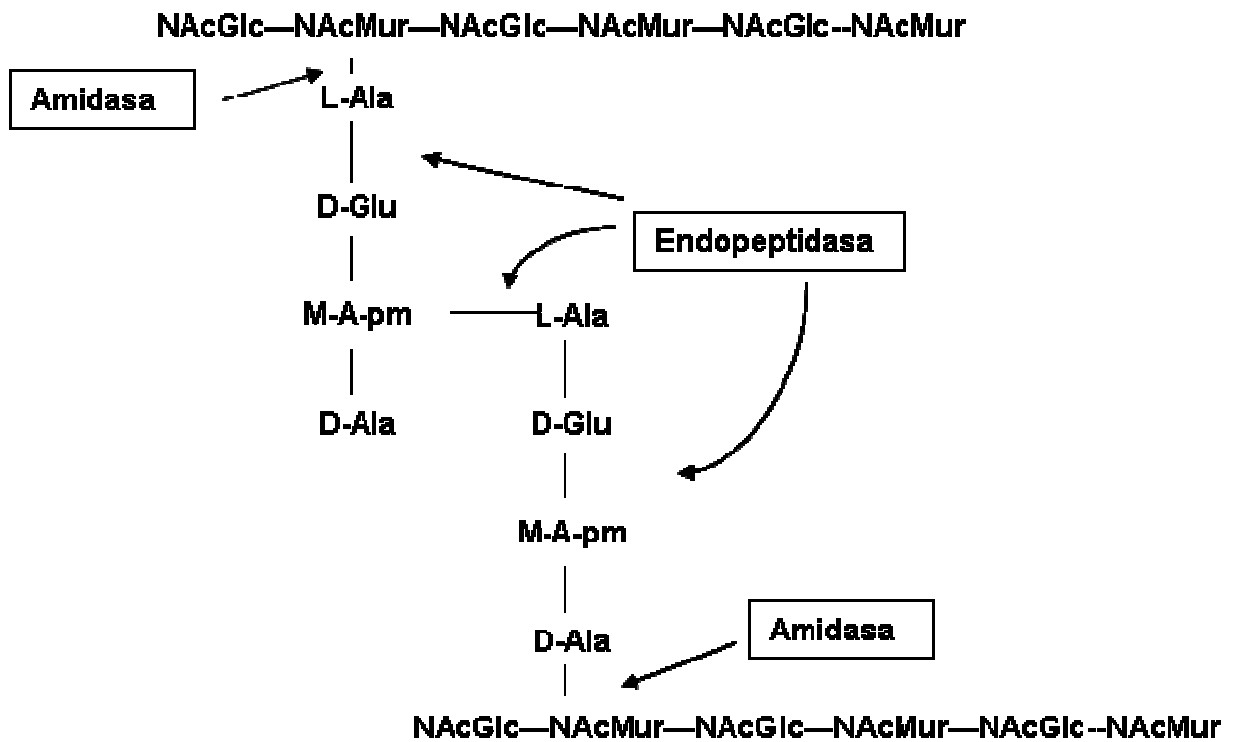 NAcGlc—NAcMur—NAcGlc—NAcMur—NAcGlc--NAcMur
Amidasa
L-Ala
D-Glu
Endopeptidasa
M-A-pm
L-Ala
D-Ala
D-Glu
M-A-pm
Amidasa
D-Ala
NAcGlc—NAcMur—NAcGlc—NAcMur—NAcGlc--NAcMur